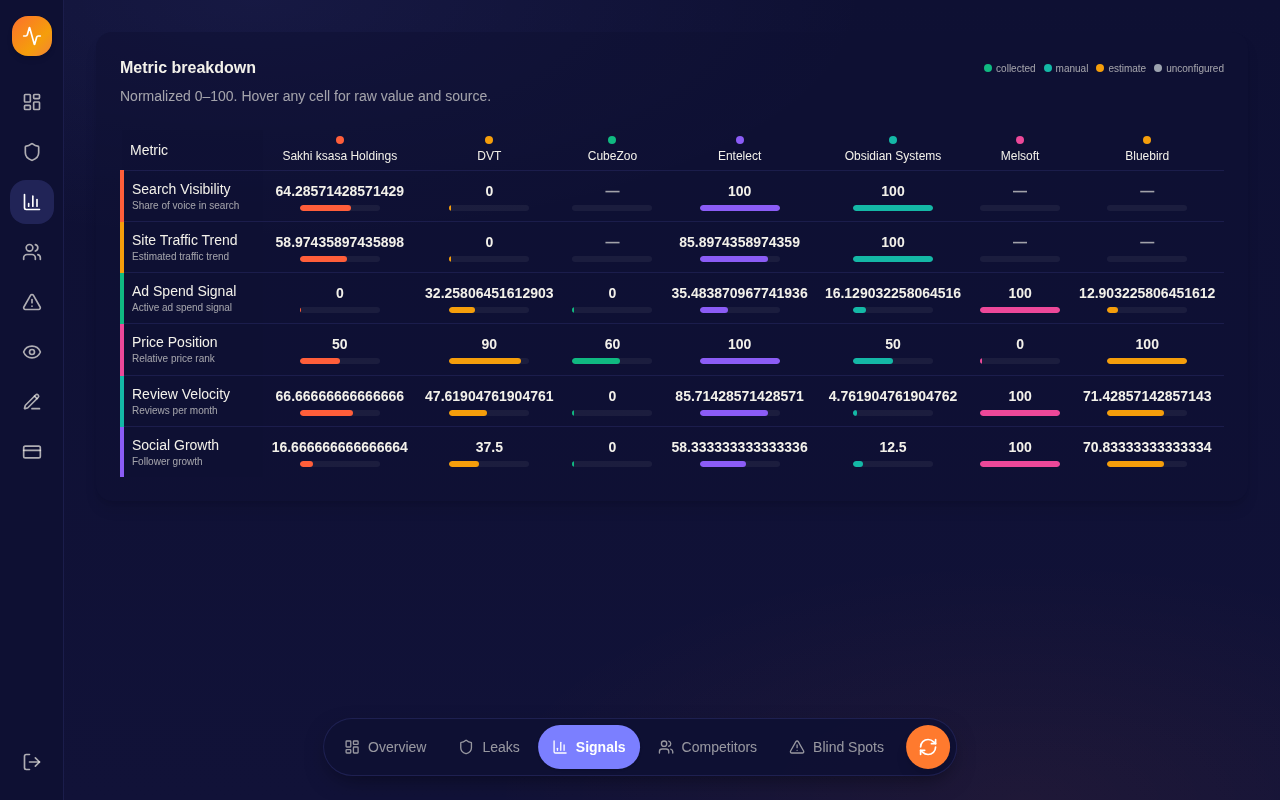 Metric breakdown
collected manual estimate unconfigured
Normalized 0–100. Hover any cell for raw value and source.
Metric Sakhi ksasa Holdings DVT CubeZoo Entelect Obsidian Systems Melsoft Bluebird
Search Visibility 64.28571428571429 0 — 100 100 — —
Share of voice in search
Site Traffic Trend 58.97435897435898 0 — 85.8974358974359 100 — —
Estimated traffic trend
Ad Spend Signal 0 32.25806451612903 0 35.483870967741936 16.129032258064516 100 12.903225806451612
Active ad spend signal
Price Position 50 90 60 100 50 0 100
Relative price rank
Review Velocity 66.66666666666666 47.61904761904761 0 85.71428571428571 4.761904761904762 100 71.42857142857143
Reviews per month
Social Growth 16.666666666666664 37.5 0 58.333333333333336 12.5 100 70.83333333333334
Follower growth
Overview Leaks Signals Competitors Blind Spots